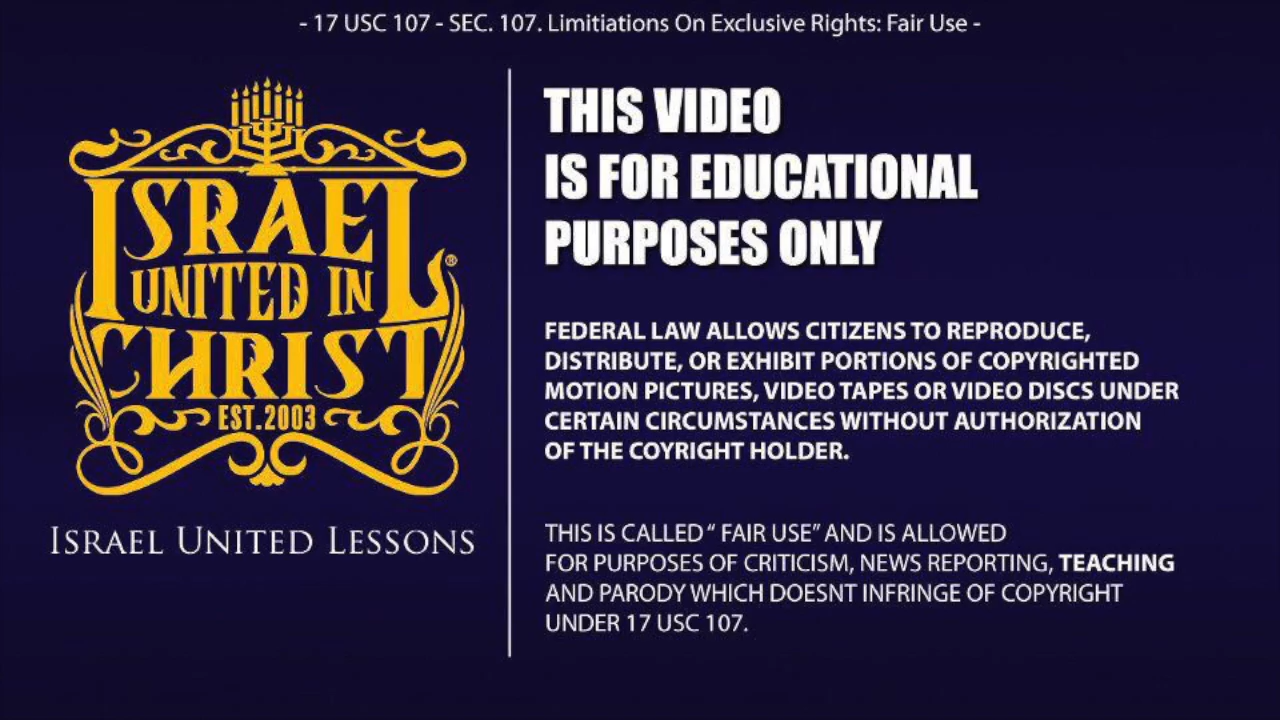 - 17 USC 107 - SEC. 107. Limitiations On Exclusive Rights: Fair Use -
ISRAEL
UNITED IN
CHRIST
EST.2003
®
ISRAEL UNITED LESSONS
THIS VIDEO
IS FOR EDUCATIONAL
PURPOSES ONLY
FEDERAL LAW ALLOWS CITIZENS TO REPRODUCE,
DISTRIBUTE, OR EXHIBIT PORTIONS OF COPYRIGHTED
MOTION PICTURES, VIDEO TAPES OR VIDEO DISCS UNDER
CERTAIN CIRCUMSTANCES WITHOUT AUTHORIZATION
OF THE COYRIGHT HOLDER.
THIS IS CALLED “ FAIR USE” AND IS ALLOWED
FOR PURPOSES OF CRITICISM, NEWS REPORTING, TEACHING
AND PARODY WHICH DOESNT INFRINGE OF COPYRIGHT
UNDER 17 USC 107.